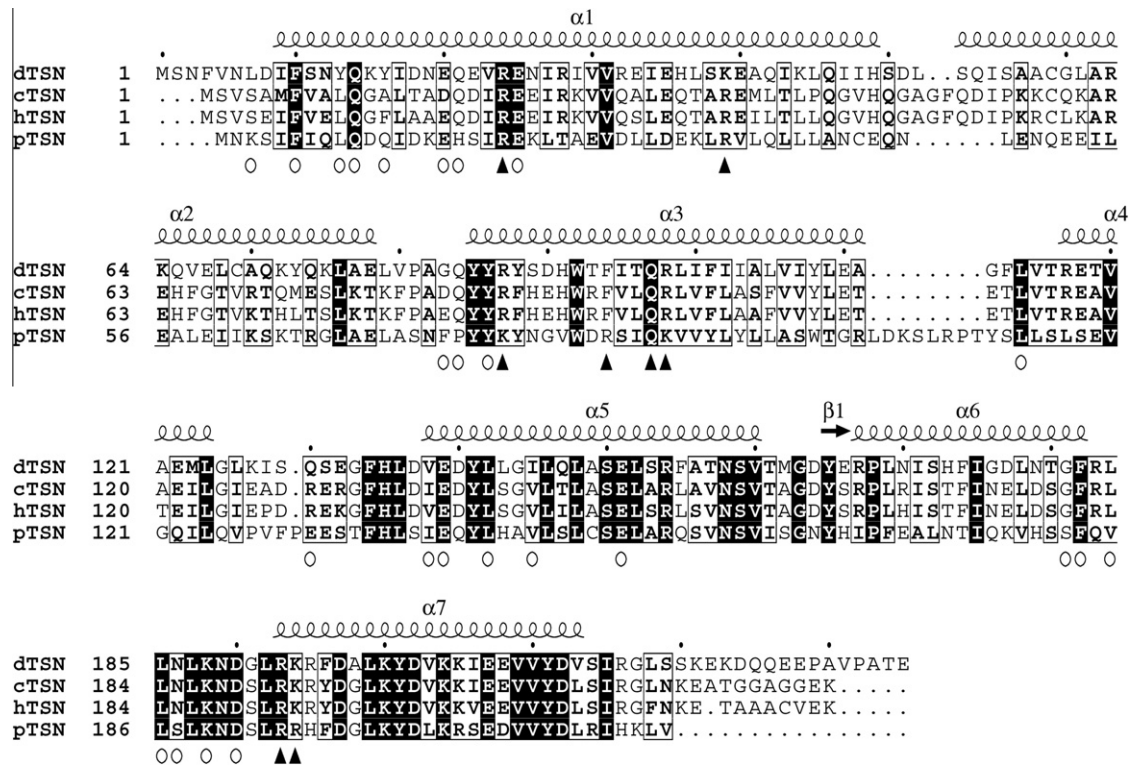 α1
dTSN 1 MSNFVNLDIFSNYQKYIDNEQEVRENIRIVVREIEHLSKEAQIKLQIIHSDL..SQISAACGLAR
cTSN 1 ...MSVSAMFVALQGALTADQDIREEIRKVVQALEQTAREMLTLPQGVHQGAGFQDIPKKCQKAR
hTSN 1 ...MSVSEIFVELQGFLAAEQDIREEIRKVVQSLEQTAREILTLLQGVHQGAGFQDIPKRCLKAR
pTSN 1 ....MNKSIFIQLQDQIDKEHSIREKLTAEVDLLDEKLRVLQLLLANCEQN......LENQEEIL
α2 α3 α4
dTSN 64 KQVELCAQKYQKLAELVPAGQYYRYSDHWTFITQRLIFIIALVIYLEA........GFLVTRETV
cTSN 63 EHFGTVRTQMESLKTKFPADQYYRFHEHWRFVLQRLVFLASFVVYLET........ETLVTREAV
hTSN 63 EHFGTVKTHLTSLKTKFPAEQYYRFHEHWRFVLQRLVFLAAFVVYLET........ETLVTREAV
pTSN 56 EALEIIKSKTRGLAELASNFPYYKYNGVWDRSIQKVVYLYLLASWTGRLDKSLRPTYSLLSLSEV
α5 β1 α6
dTSN 121 AEMLGLKIS.QSEGFHLDVEDYLLGILQLASELSRFATNSVTMGDYERPLNISHFIGDLNTGFRL
cTSN 120 AEILGIEAD.RERGFHLDIEDYLSGVLTLASELARLAVNSVTAGDYSRPLRISTFINELDSGFRL
hTSN 120 TEILGIEPD.REKGFHLDVEDYLSGVLILASELSRLSVNSVTAGDYSRPLHISTFINELDSGFRL
pTSN 121 GQILQVPVFPEESTFHLSIEQYLHAVLSLCSELARQSVNSVISGNYHIPFEALNTIQKVHSSFQV
α7
dTSN 185 LNLKNDGLRKRFDALKYDVKKIEEVVYDVSIRGLSSKEKDQQEEPAVPATE
cTSN 184 LNLKNDSLRKRYDGLKYDVKKIEEVVYDLSIRGLNKEATGGAGGEK.....
hTSN 184 LNLKNDSLRKRYDGLKYDVKKVEEVVYDLSIRGFNKE.TAAACVEK.....
pTSN 186 LSLKNDSLRRHFDGLKYDLKRSEDVVYDLRIHKLV................